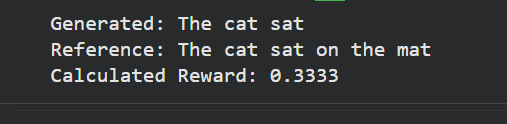 Generated: The cat sat
Reference: The cat sat on the mat
Calculated Reward: 0.3333